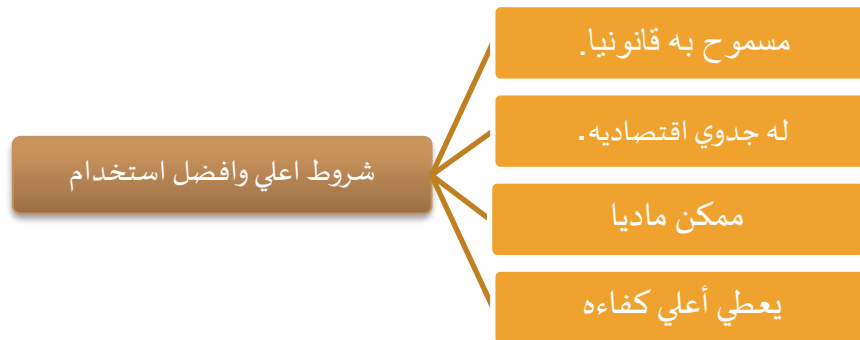 شروط اعلي وافضل استخدام
مسموح به قانونيا.
له جدوي اقتصاديه.
ممكن ماديا
يعطي أعلي كفاءه